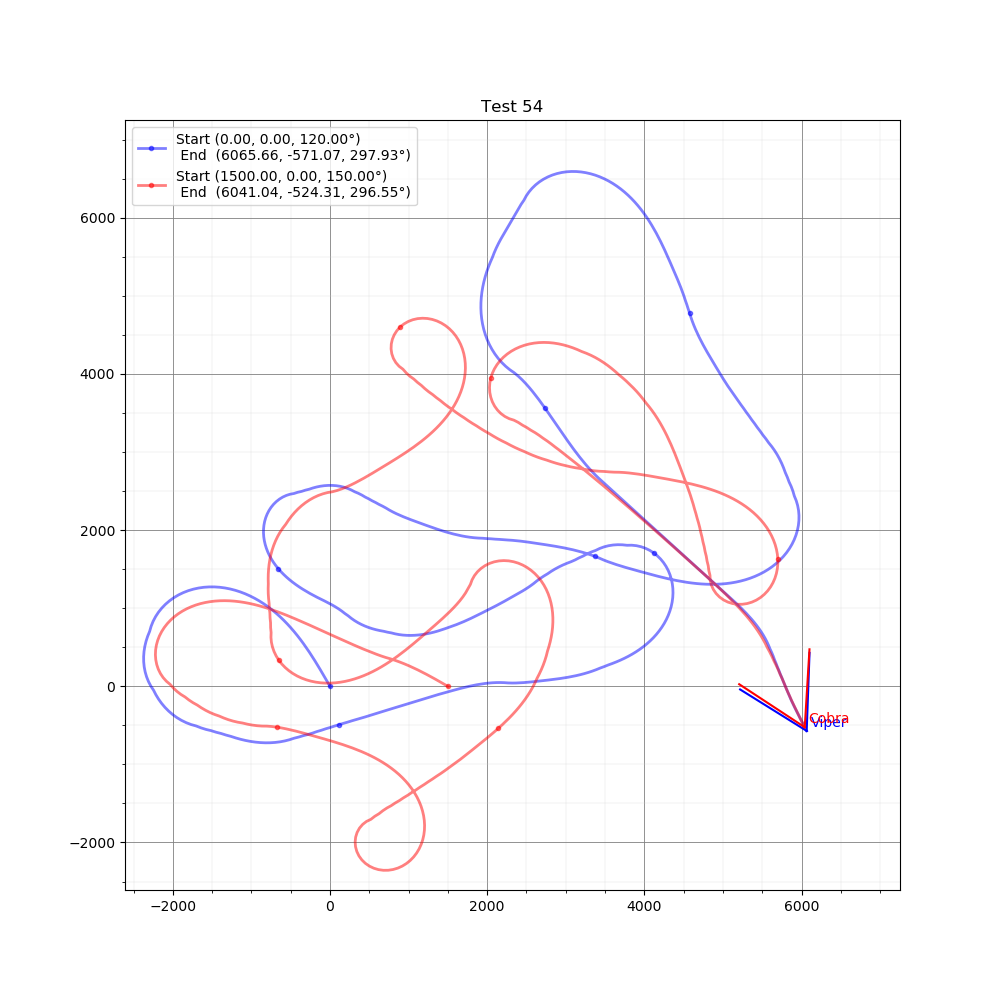 Test 54
Start (0.00, 0.00, 120.00°)
End (6065.66, -571.07, 297.93°)
Start (1500.00, 0.00, 150.00°)
End (6041.04, -524.31, 296.55°)
6000
4000
2000
0
−2000
Cobra
Viper
−2000
0
2000
4000
6000